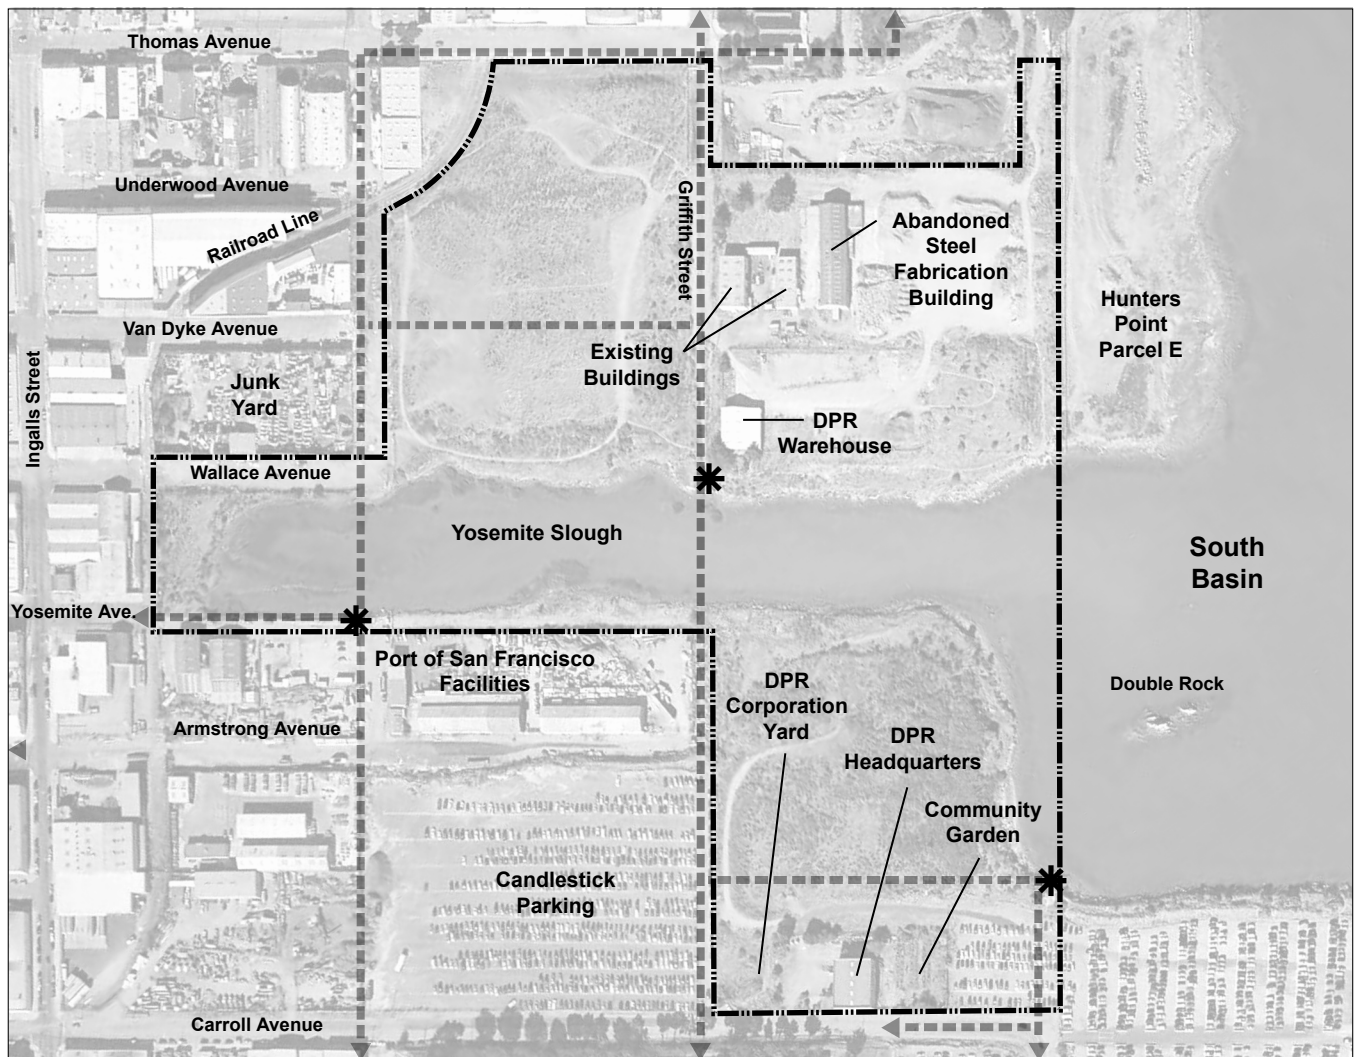 Thomas Avenue
Underwood Avenue
Railroad Line
Griffith Street
Abandoned
Steel
Fabrication
Building
Hunters
Point
Parcel E
Van Dyke Avenue
Existing
Buildings
Ingalls Street
Junk
Yard
DPR
Warehouse
Wallace Avenue
Yosemite Slough
South
Basin
Yosemite Ave.
Port of San Francisco
Facilities
DPR
Corporation
Yard
Double Rock
Armstrong Avenue
DPR
Headquarters
Community
Garden
Candlestick
Parking
Carroll Avenue